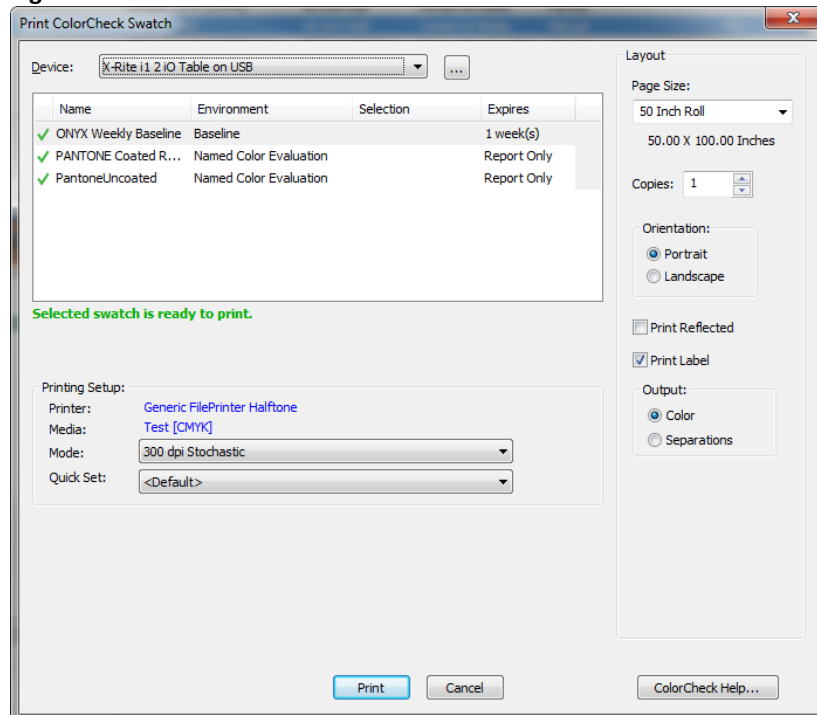 Print ColorCheck Swatch
Device: X-Rite i1 2 iO Table on USB ...
Name Environment Selection Expires
ONYX Weekly Baseline Baseline 1 week(s)
PANTONE Coated R... Named Color Evaluation Report Only
PantoneUncoated Named Color Evaluation Report Only
Selected swatch is ready to print.
Printing Setup:
Printer: Generic FilePrinter Halftone
Media: Test [CMYK]
Mode: 300 dpi Stochastic
Quick Set: <Default>
Layout
Page Size:
50 Inch Roll
50.00 X 100.00 Inches
Copies: 1
Orientation:
Portrait
Landscape
Print Reflected
Print Label
Output:
Color
Separations
Print Cancel ColorCheck Help...